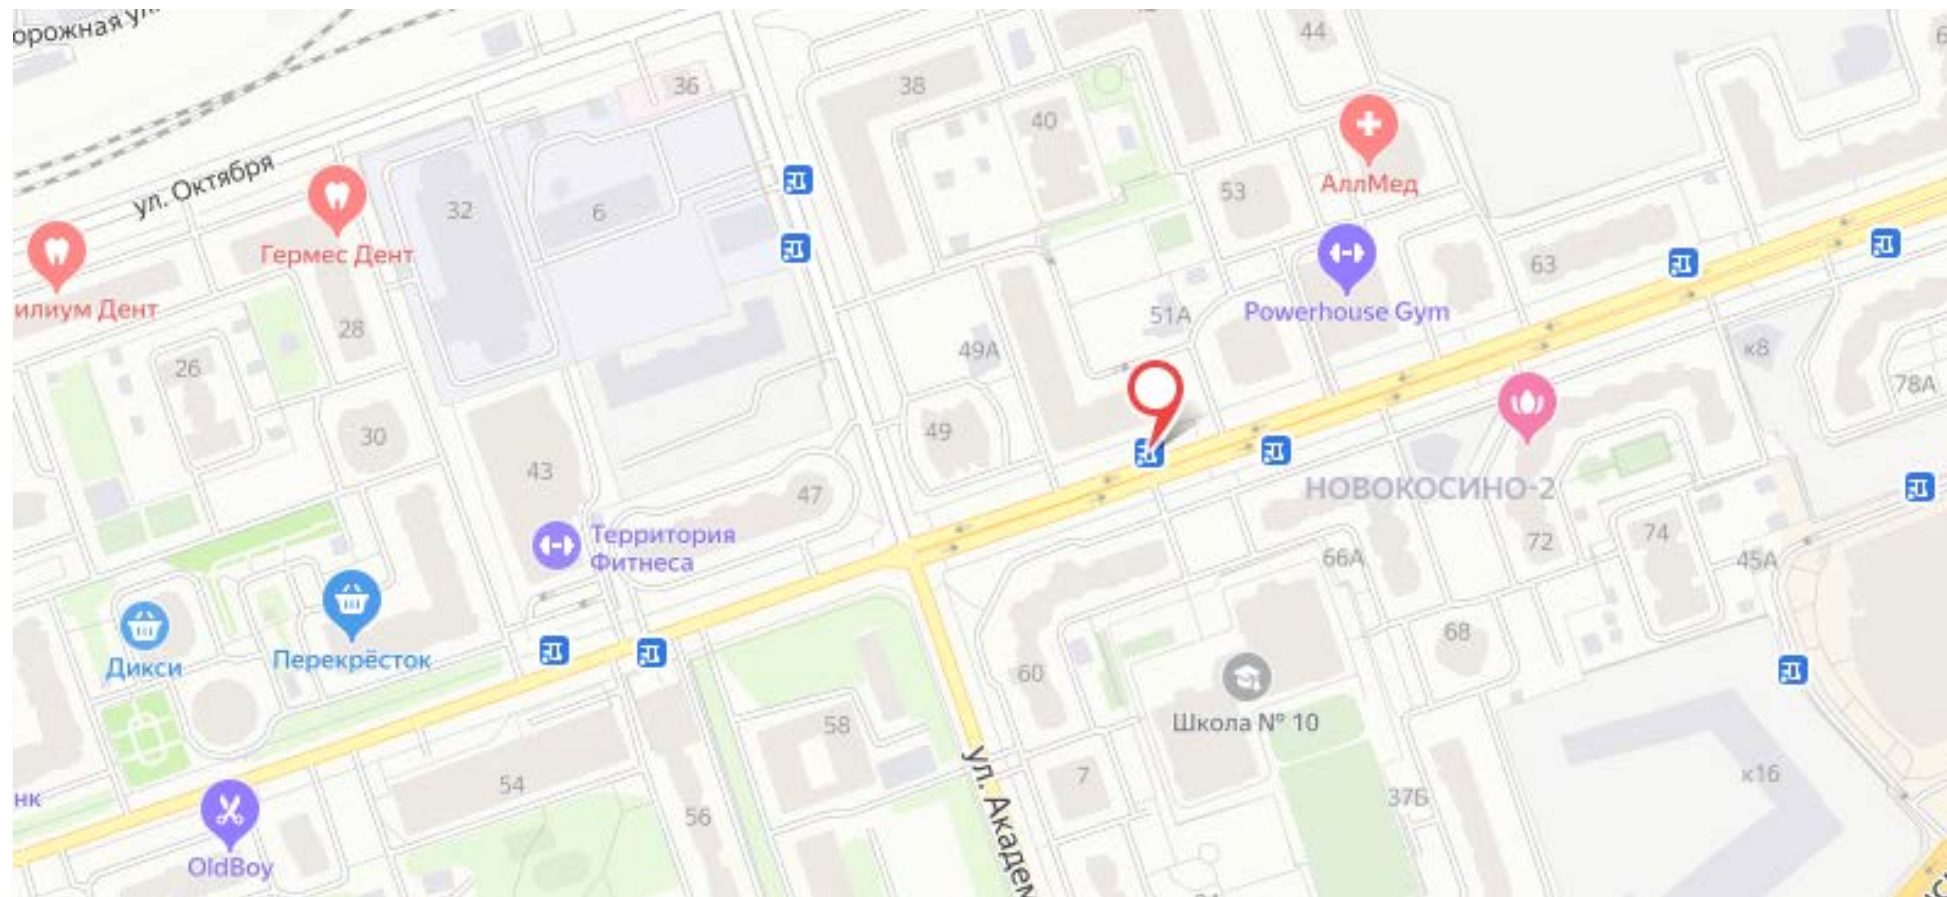 ул. Октября
36
38
40
44
32
6
53
АллМед
Гермес Дент
илиум Дент
28
26
51А
Powerhouse Gym
63
49А
к8
78А
30
49
43
47
НОВОКОСИНО-2
Территория
Фитнеса
66А
72
74
45А
Дикси
Перекрёсток
68
60
Школа № 10
58
7
54
56
37Б
к16
нк
OldBoy
ул. Академ